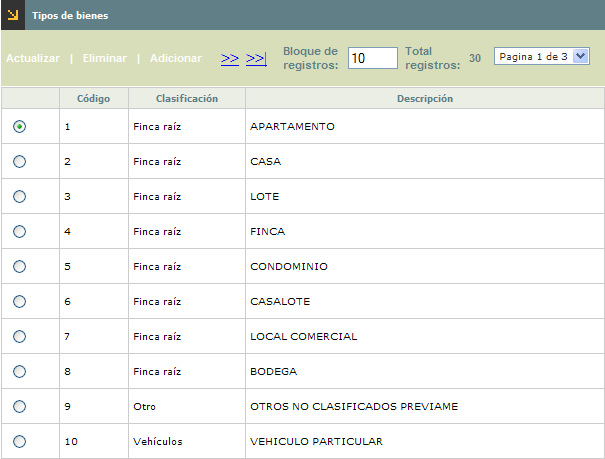 Tipos de bienes
Actualizar | Eliminar | Adicionar >> >>| Bloque de registros: 10 Total registros: 30 Pagina 1 de 3
Código Clasificación Descripción
1 Finca raíz APARTAMENTO
2 Finca raíz CASA
3 Finca raíz LOTE
4 Finca raíz FINCA
5 Finca raíz CONDOMINIO
6 Finca raíz CASALOTE
7 Finca raíz LOCAL COMERCIAL
8 Finca raíz BODEGA
9 Otro OTROS NO CLASIFICADOS PREVIAME
10 Vehículos VEHICULO PARTICULAR